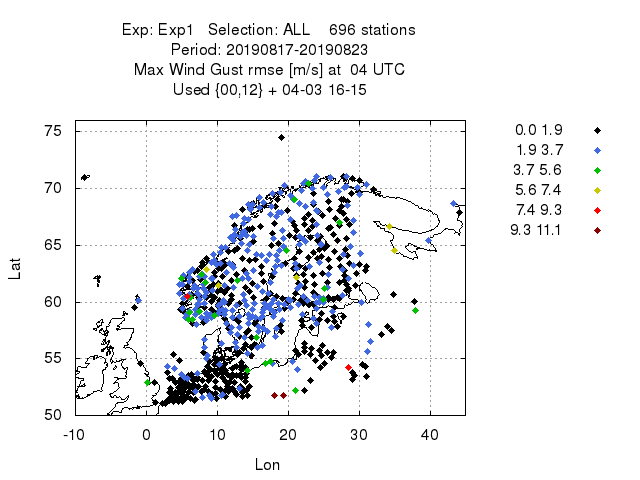 Exp: Exp1 Selection: ALL 696 stations
Period: 20190817-20190823
Max Wind Gust rmse [m/s] at 04 UTC
Used {00,12} + 04-03 16-15
0.0 1.9
1.9 3.7
3.7 5.6
5.6 7.4
7.4 9.3
9.3 11.1
75
70
65
60
55
50
Lat
-10 0 10 20 30 40
Lon